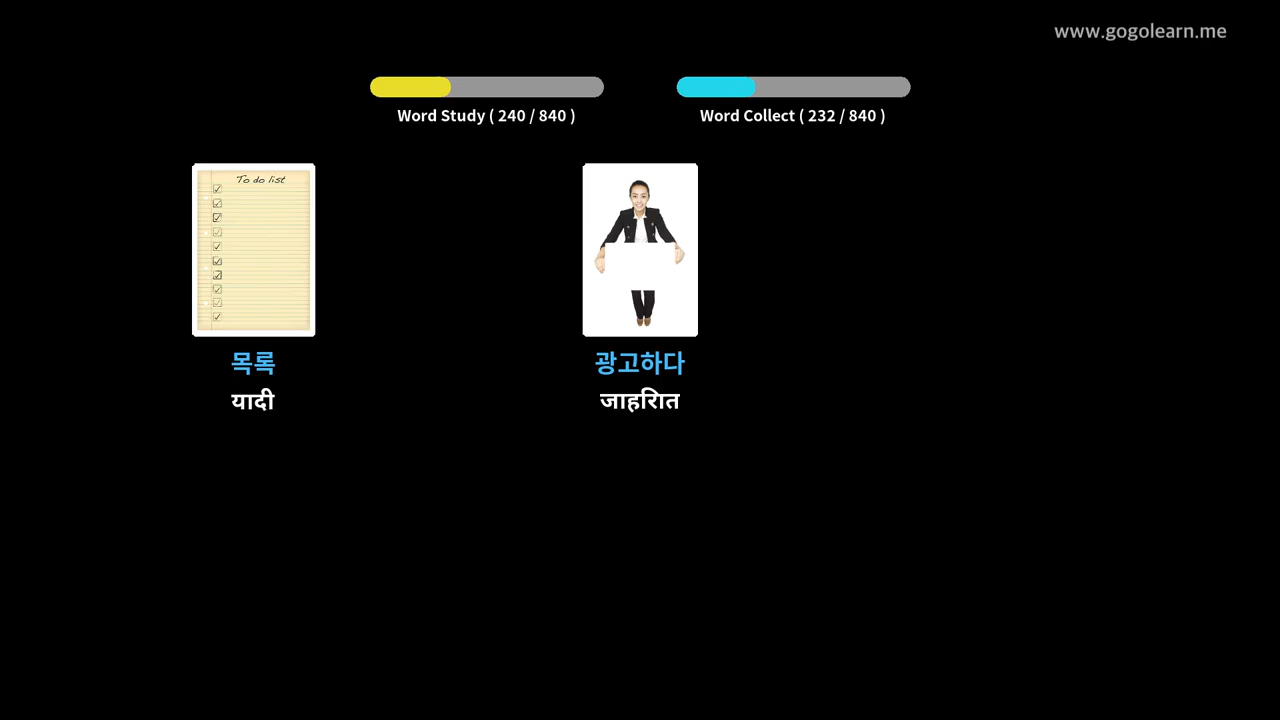 www.gogolearn.me
Word Study ( 240 / 840 )
Word Collect ( 232 / 840 )
To do list
목록
광고하다
यादी
जाहिरात